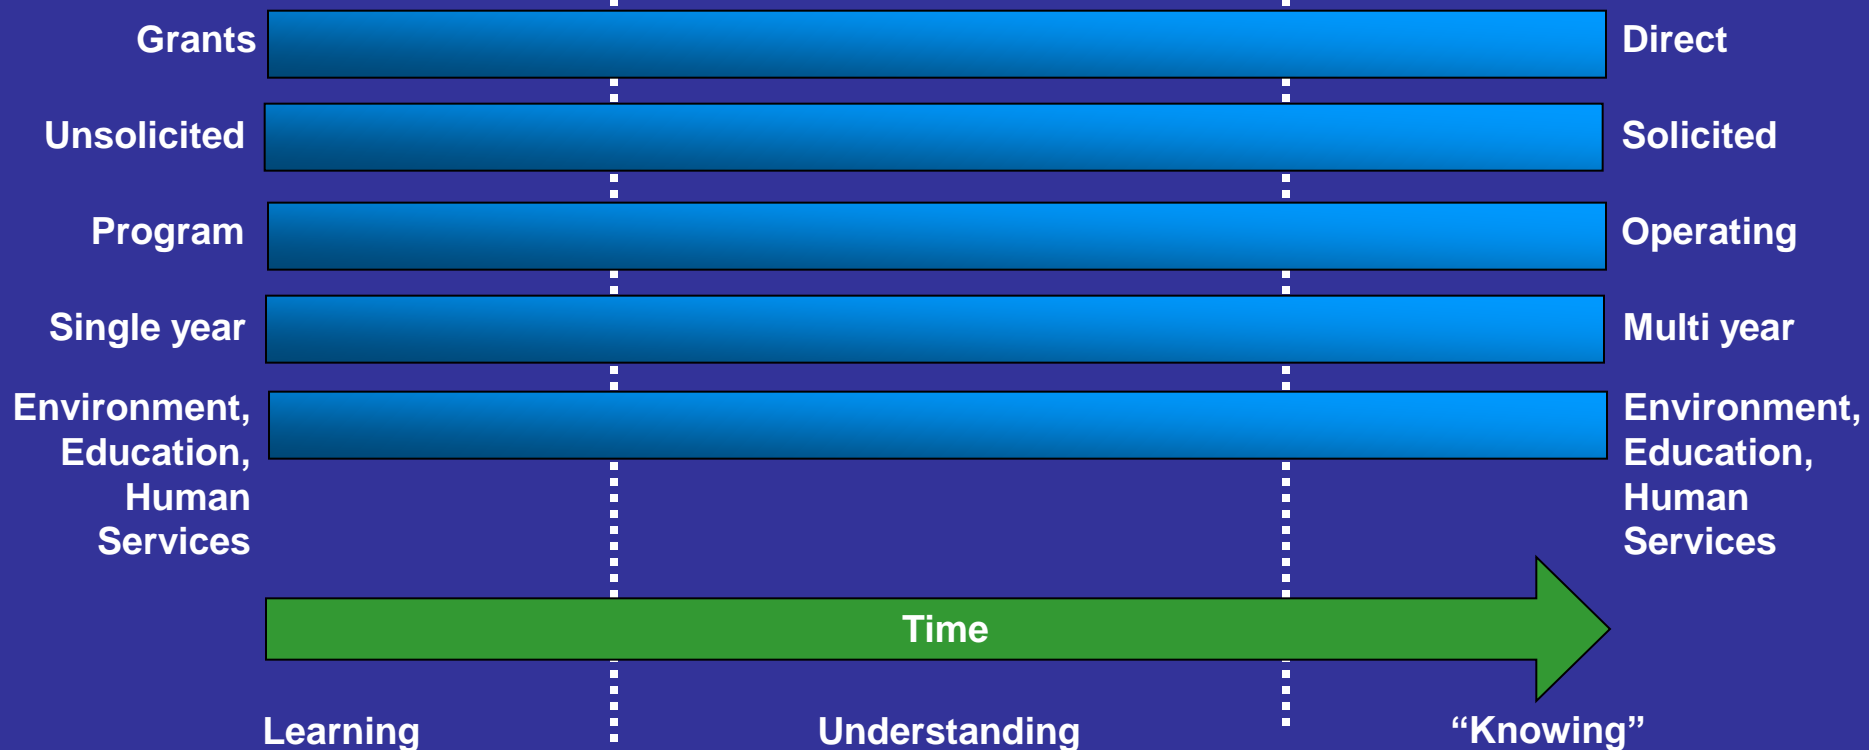 Grants
Direct
Unsolicited
Solicited
Program
Operating
Single year
Multi year
Environment,
Education,
Human
Services
Environment,
Education,
Human
Services
Time
Learning
Understanding
“Knowing”